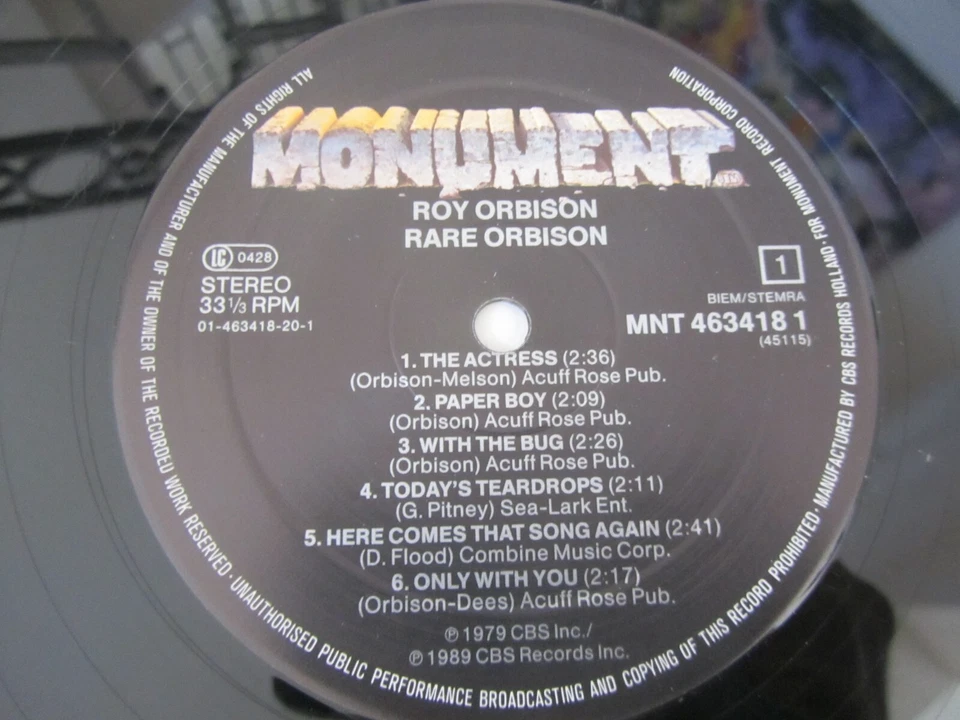 MONUMENT
ROY ORBISON
RARE ORBISON
LC 0428
STEREO
33 1/3 RPM
01-463418-20-1
1
BIEM/STEMRA
MNT 463418 1
(45115)
1. THE ACTRESS (2:36)
(Orbison-Melson) Acuff Rose Pub.
2. PAPER BOY (2:09)
(Orbison) Acuff Rose Pub.
3. WITH THE BUG (2:26)
(Orbison) Acuff Rose Pub.
4. TODAY'S TEARDROPS (2:11)
(G. Pitney) Sea-Lark Ent.
5. HERE COMES THAT SONG AGAIN (2:41)
(D. Flood) Combine Music Corp.
6. ONLY WITH YOU (2:17)
(Orbison-Dees) Acuff Rose Pub.
℗ 1979 CBS Inc./
℗ 1989 CBS Records Inc.
ALL RIGHTS OF THE MANUFACTURER AND OF THE OWNER OF THE RECORDED WORK RESERVED · UNAUTHORISED PUBLIC PERFORMANCE BROADCASTING AND COPYING OF THIS RECORD PROHIBITED · MANUFACTURED BY CBS RECORDS HOLLAND · FOR MONUMENT RECORD CORPORATION